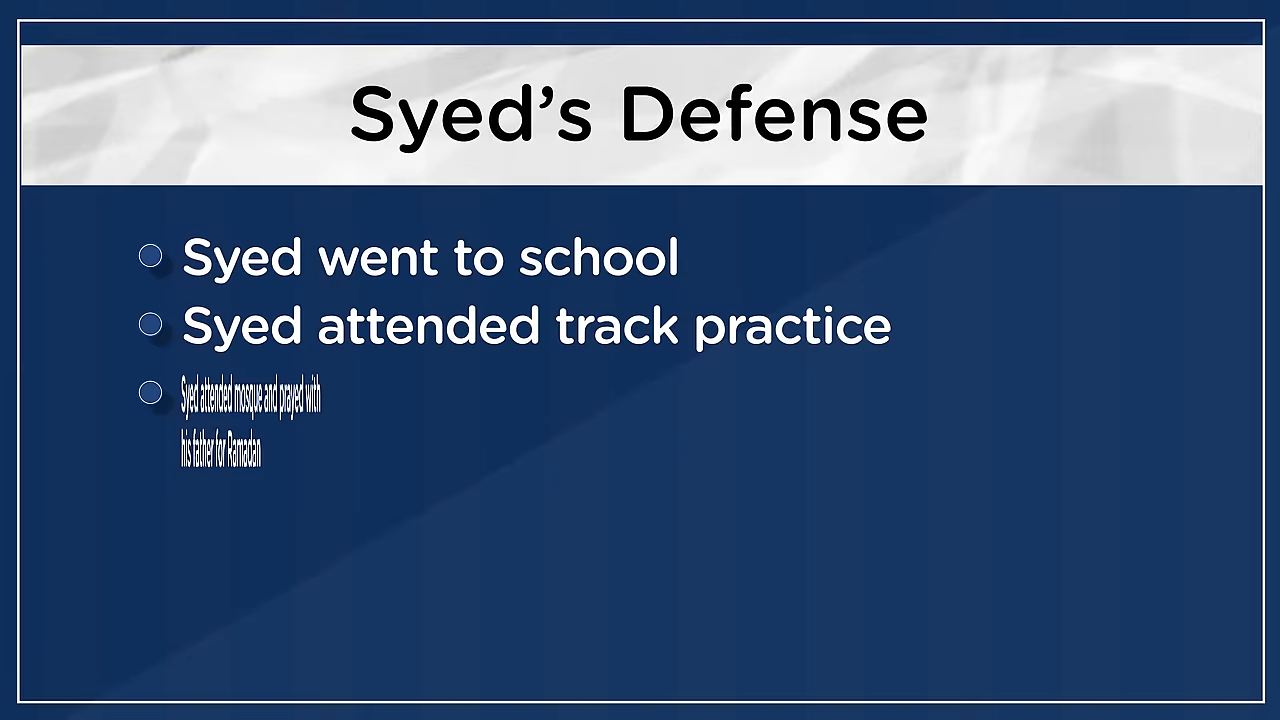 Syed’s Defense
Syed went to school
Syed attended track practice
Syed attended mosque and prayed with
his father for Ramadan